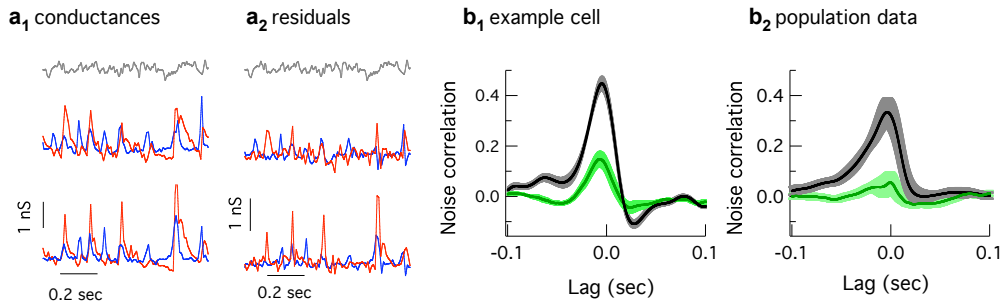 a1 conductances
a2 residuals
b1 example cell
b2 population data
1 nS
0.2 sec
1 nS
0.2 sec
Noise correlation
0.4
0.2
0.0
-0.1
0.0
0.1
Lag (sec)
Noise correlation
0.4
0.2
0.0
-0.1
0.0
0.1
Lag (sec)